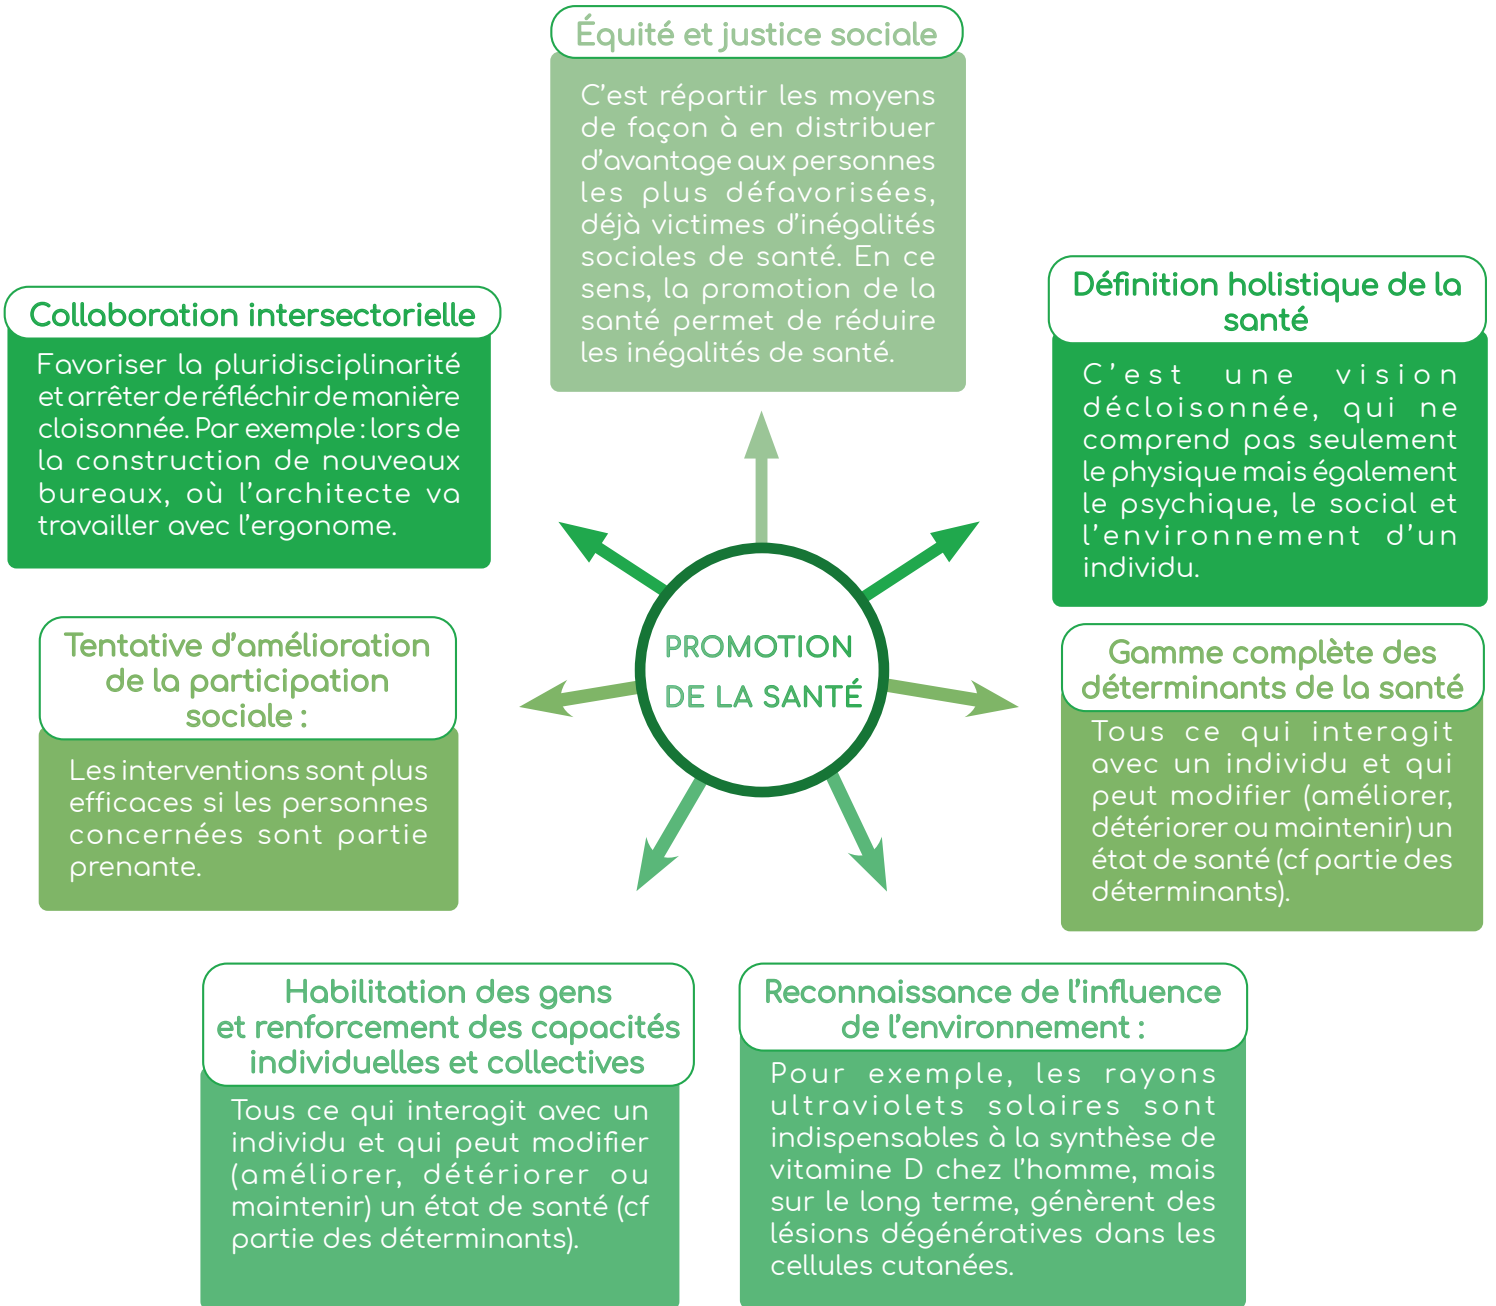 Équité et justice sociale
C'est répartir les moyens
de façon à en distribuer
d'avantage aux personnes
les plus défavorisées,
déjà victimes d'inégalités
sociales de santé. En ce
sens, la promotion de la
santé permet de réduire
les inégalités de santé.
Collaboration intersectorielle
Favoriser la pluridisciplinarité
et arrêter de réfléchir de manière
cloisonnée. Par exemple : lors de
la construction de nouveaux
bureaux, où l'architecte va
travailler avec l'ergonome.
Définition holistique de la
santé
C'est une vision
décloisonnée, qui ne
comprend pas seulement
le physique mais également
le psychique, le social et
l'environnement d'un
individu.
PROMOTION
DE LA SANTÉ
Tentative d'amélioration
de la participation
sociale :
Les interventions sont plus
efficaces si les personnes
concernées sont partie
prenante.
Gamme complète des
déterminants de la santé
Tous ce qui interagit
avec un individu et qui
peut modifier (améliorer,
détériorer ou maintenir) un
état de santé (cf partie des
déterminants).
Habilitation des gens
et renforcement des capacités
individuelles et collectives
Tous ce qui interagit avec un
individu et qui peut modifier
(améliorer, détériorer ou
maintenir) un état de santé (cf
partie des déterminants).
Reconnaissance de l'influence
de l'environnement :
Pour exemple, les rayons
ultraviolets solaires sont
indispensables à la synthèse de
vitamine D chez l'homme, mais
sur le long terme, génèrent des
lésions dégénératives dans les
cellules cutanées.